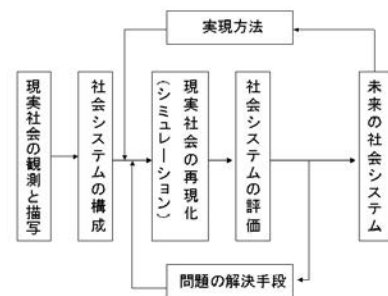 実現方法
現実社会の観測と描写
社会システムの構成
現実社会の再現化
(シミュレーション)
社会システムの評価
未来の社会システム
問題の解決手段